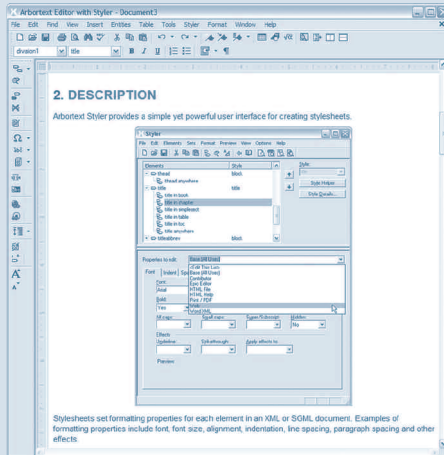 Arbortext Editor with Styler - Document3
File Edit Find View Insert Entities Table Tools Styler Format Window Help
division1 title B I U
2. DESCRIPTION
Arbortext Styler provides a simple yet powerful user interface for creating stylesheets.
Styler
File Edit Elements Sets Format Preview View Options Help
Elements Style Style:
thead block
thead anywhere
title title
title in book
title in chapter
title in simplesect
title in table
title in toc
title anywhere
titleabbrev block
Properties to edit: Base (All Uses)
Font Indent
Base (All Uses)
Contributor
Epic Editor
HTML File
HTML Help
Print / PDF
Web
Word XML
Font
Arial
Bold
Yes
Hidden
No
Effects
Underline Strikethrough Apply effects to
Preview
Stylesheets set formatting properties for each element in an XML or SGML document. Examples of
formatting properties include font, font size, alignment, indentation, line spacing, paragraph spacing and other
effects